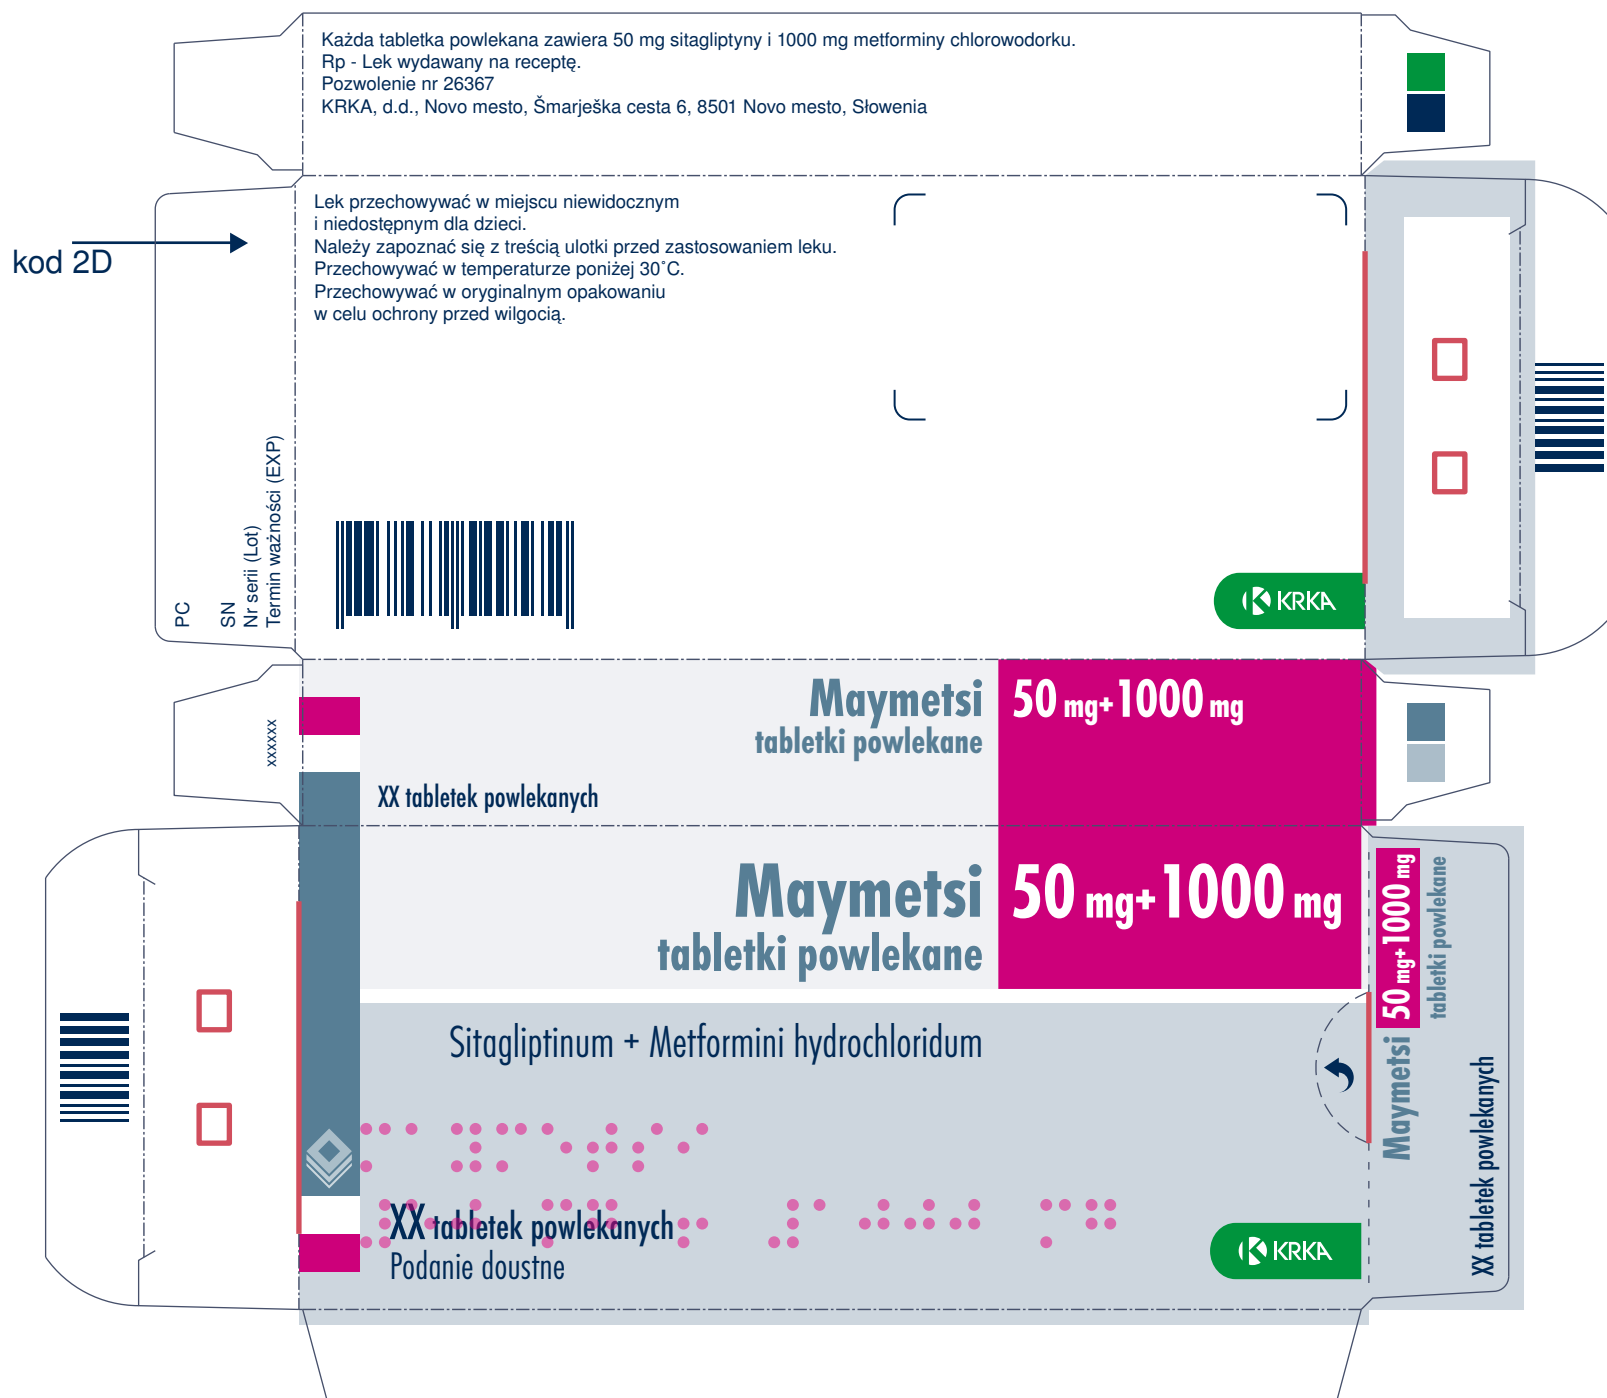 Każda tabletka powlekana zawiera 50 mg sitagliptyny i 1000 mg metforminy chlorowodorku.
Rp - Lek wydawany na receptę.
Pozwolenie nr 26367
KRKA, d.d., Novo mesto, Šmarješka cesta 6, 8501 Novo mesto, Słowenia
Lek przechowywać w miejscu niewidocznym
i niedostępnym dla dzieci.
Należy zapoznać się z treścią ulotki przed zastosowaniem leku.
Przechowywać w temperaturze poniżej 30˚C.
Przechowywać w oryginalnym opakowaniu
w celu ochrony przed wilgocią.
kod 2D
PC
SN
Nr serii (Lot)
Termin ważności (EXP)
KRKA
xxxxxx
Maymetsi 50 mg+1000 mg
tabletki powlekane
XX tabletek powlekanych
Maymetsi 50 mg+1000 mg
tabletki powlekane
Sitagliptinum + Metformini hydrochloridum
XX tabletek powlekanych
Podanie doustne
KRKA
Maymetsi 50 mg+1000 mg
tabletki powlekane
XX tabletek powlekanych